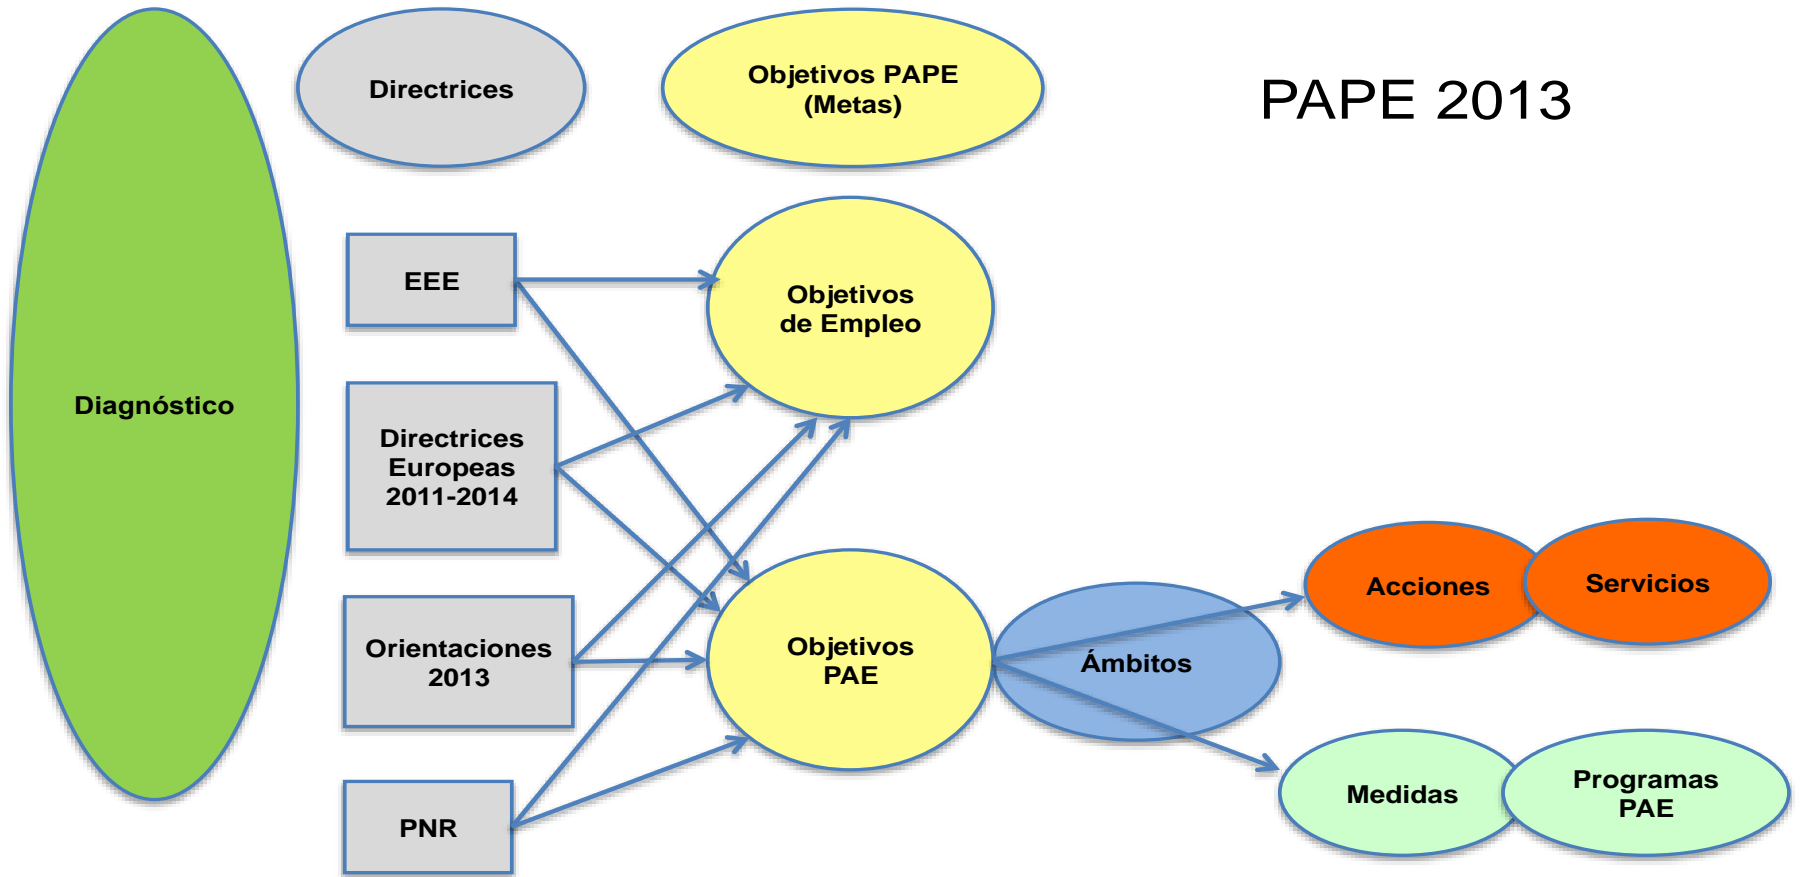 Directrices
Objetivos PAPE
(Metas)
PAPE 2013
EEE
Objetivos
de Empleo
Diagnóstico
Directrices
Europeas
2011-2014
Acciones
Servicios
Orientaciones
2013
Objetivos
PAE
Ámbitos
PNR
Medidas
Programas
PAE